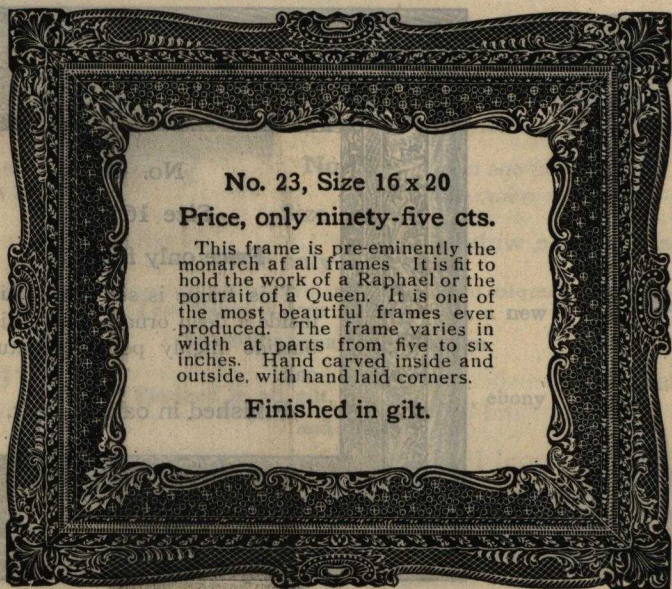 No. 23, Size 16 x 20
Price, only ninety-five cts.
This frame is pre-eminently the
monarch af all frames It is fit to
hold the work of a Raphael or the
portrait of a Queen. It is one of
the most beautiful frames ever
produced. The frame varies in
width at parts from five to six
inches. Hand carved inside and
outside, with hand laid corners.
Finished in gilt.
new
, ebony